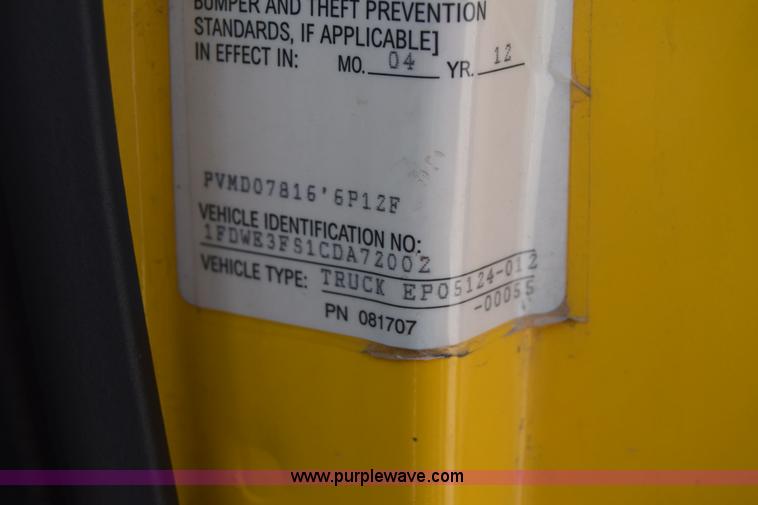 BUMPER AND THEFT PREVENTION
STANDARDS, IF APPLICABLE]
IN EFFECT IN: MO. 04 YR. 12
PVMD07816'6P12F
VEHICLE IDENTIFICATION NO:
1FDWE3FS1CDA72002
VEHICLE TYPE: TRUCK EP05124-012
-00055
PN 081707
www.purplewave.com